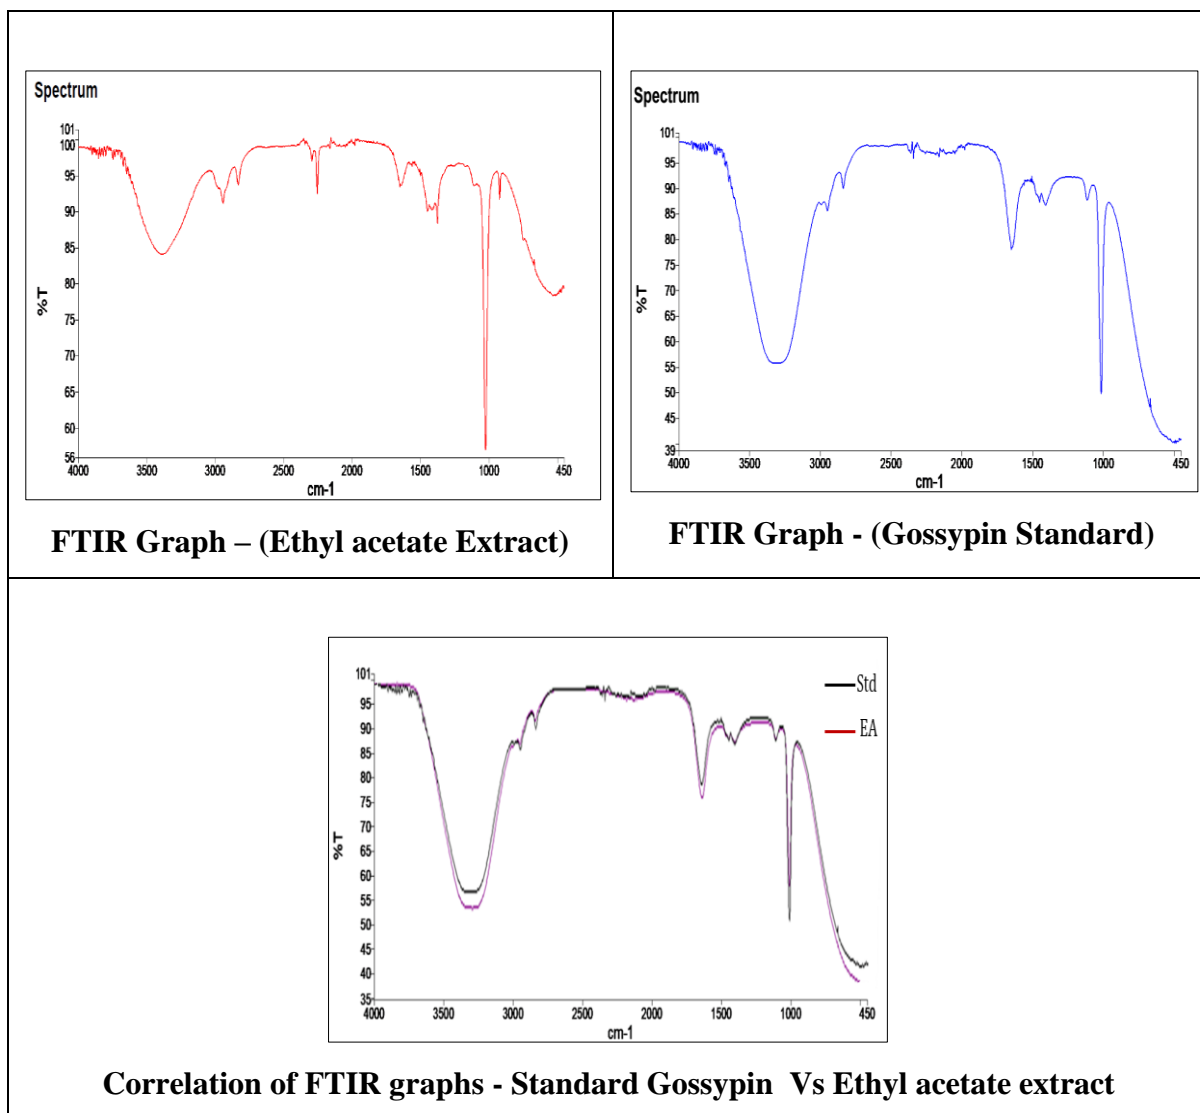 Spectrum
101
100
95
90
85
80
75
70
65
60
56
%T
4000 3500 3000 2500 2000 1500 1000 450
cm-1
FTIR Graph – (Ethyl acetate Extract)
Spectrum
101
95
90
85
80
75
70
65
60
55
50
45
39
%T
4000 3500 3000 2500 2000 1500 1000 450
cm-1
FTIR Graph - (Gossypin Standard)
101
95
90
85
80
75
70
65
60
55
50
45
40
35
%T
4000 3500 3000 2500 2000 1500 1000 450
cm-1
Std
EA
Correlation of FTIR graphs - Standard Gossypin Vs Ethyl acetate extract